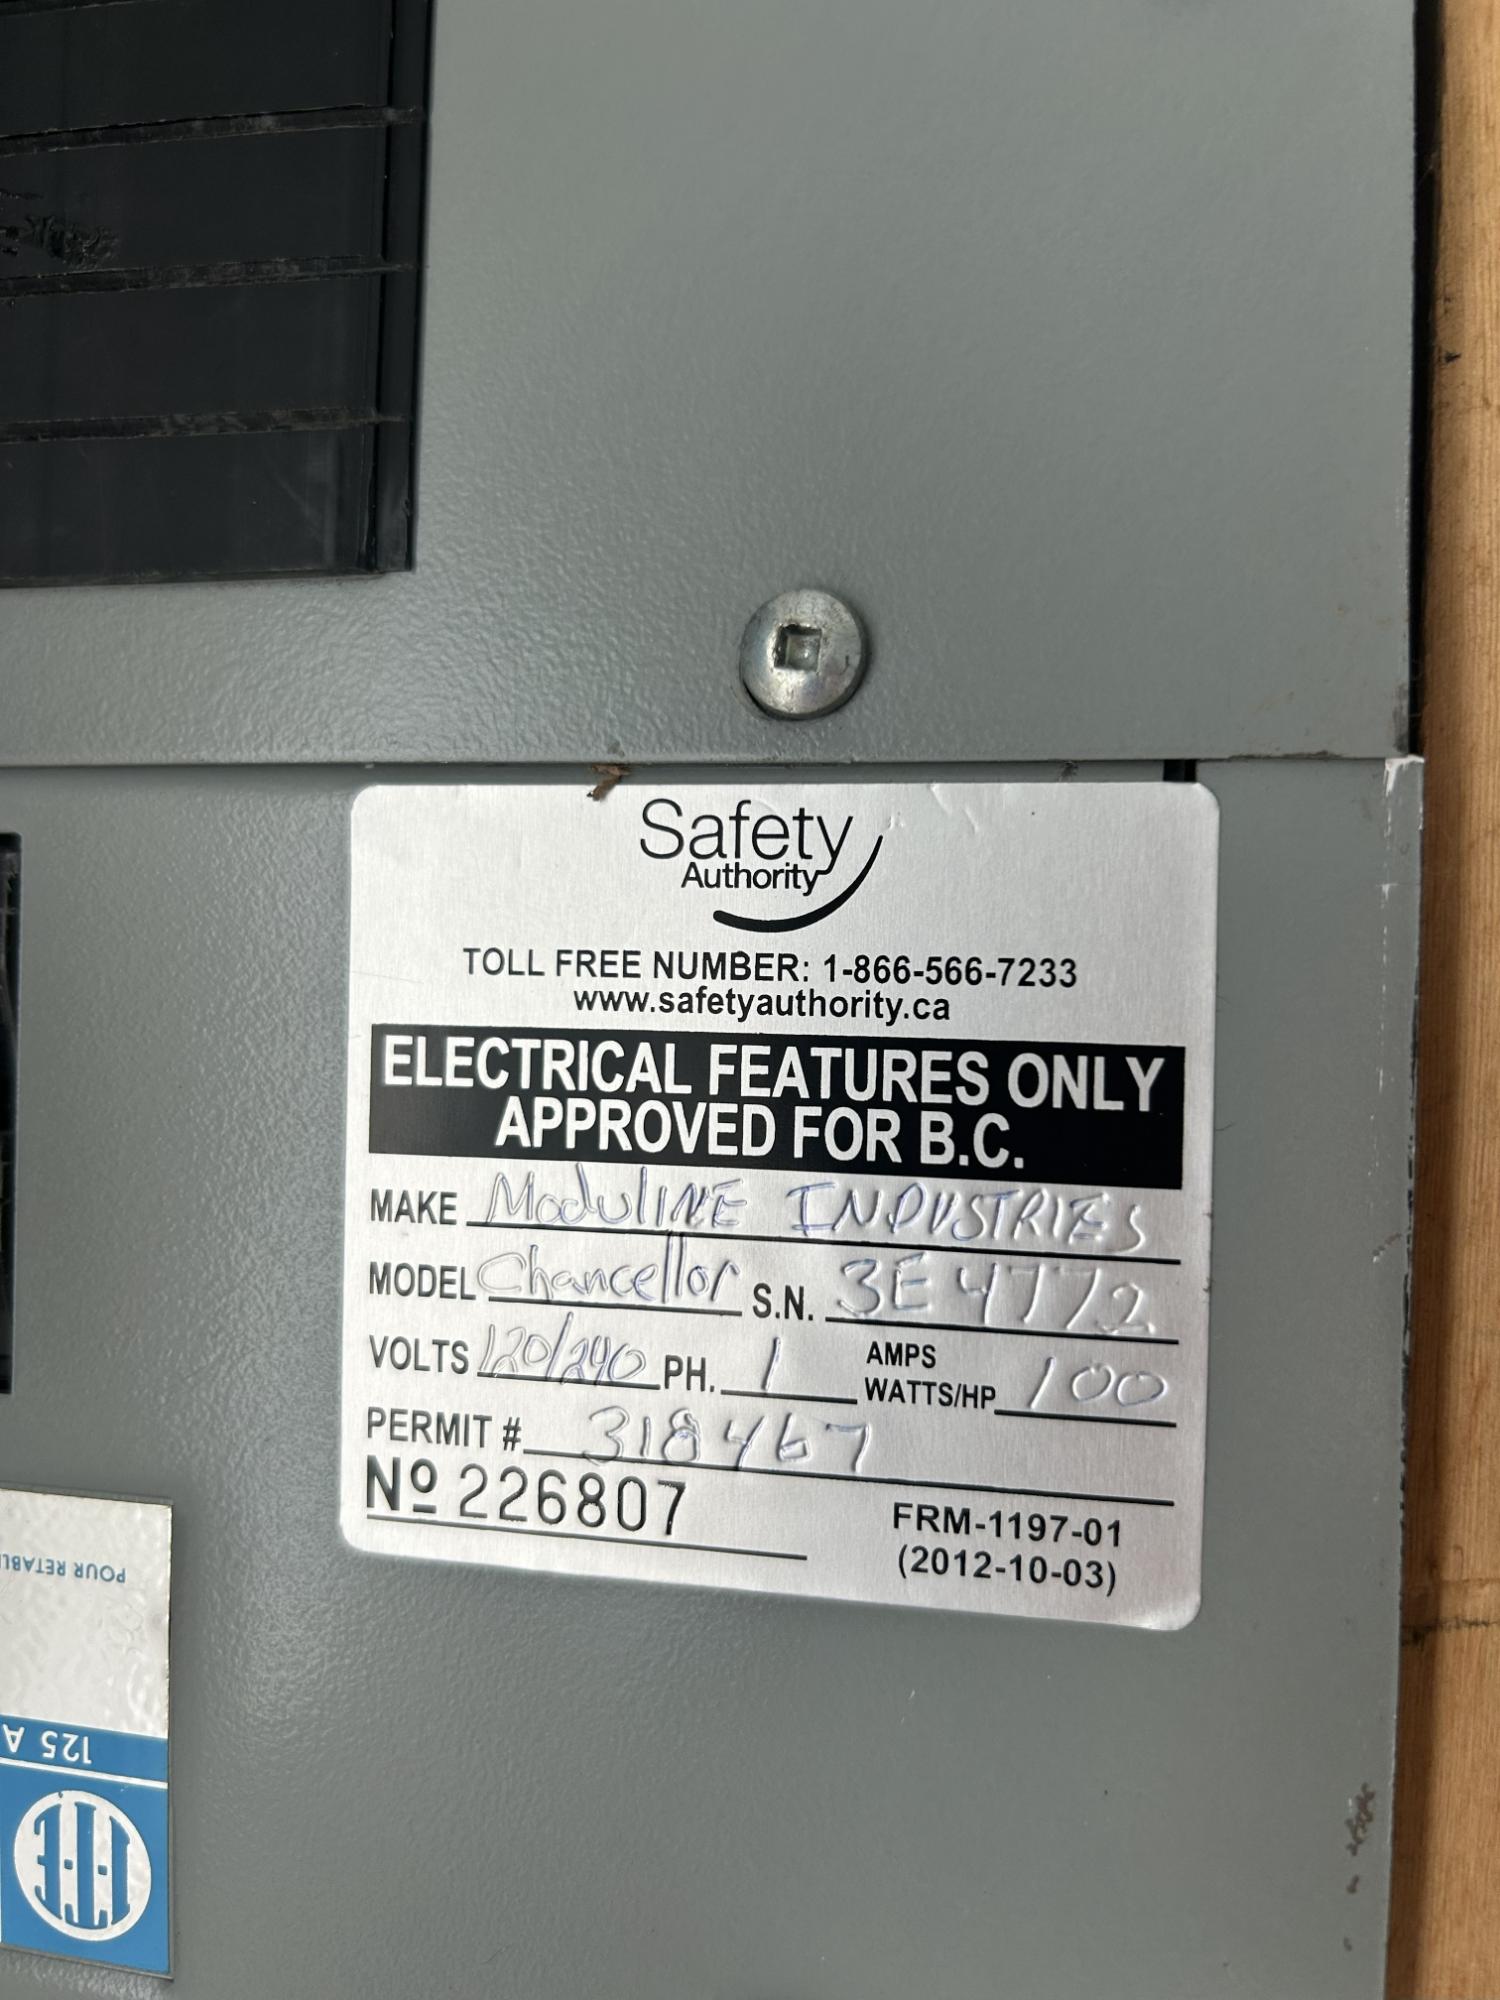 Safety
Authority
TOLL FREE NUMBER: 1-866-566-7233
www.safetyauthority.ca
ELECTRICAL FEATURES ONLY
APPROVED FOR B.C.
MAKE ModulINE INDUSTRIES
MODEL Chancellor S.N. 3E4772
VOLTS 120/240 PH. 1 AMPS WATTS/HP 100
PERMIT # 318467
Nº 226807
FRM-1197-01
(2012-10-03)
POUR
125 A
I-T-E